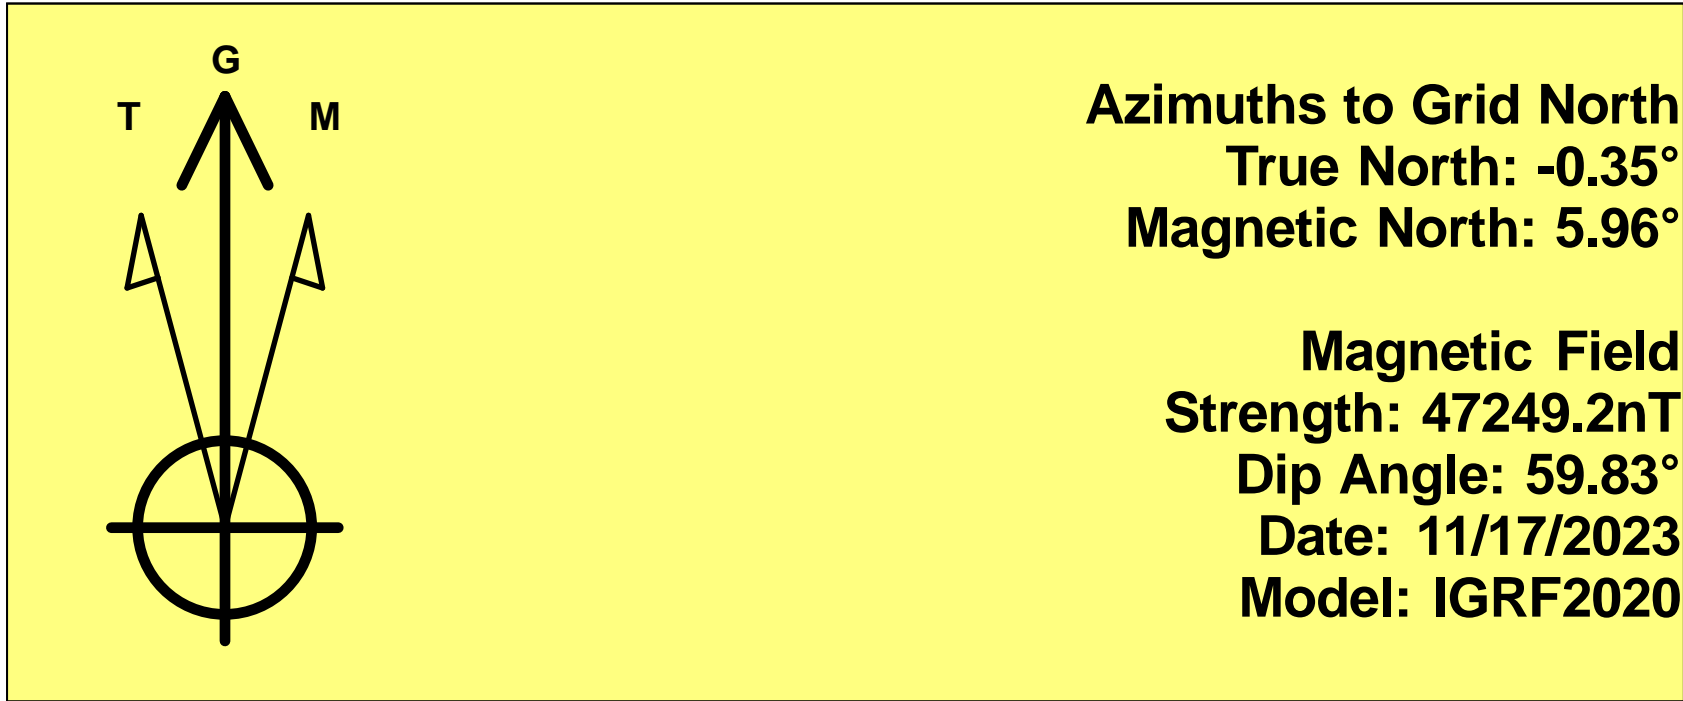 G
T
M
Azimuths to Grid North
True North: -0.35°
Magnetic North: 5.96°
Magnetic Field
Strength: 47249.2nT
Dip Angle: 59.83°
Date: 11/17/2023
Model: IGRF2020